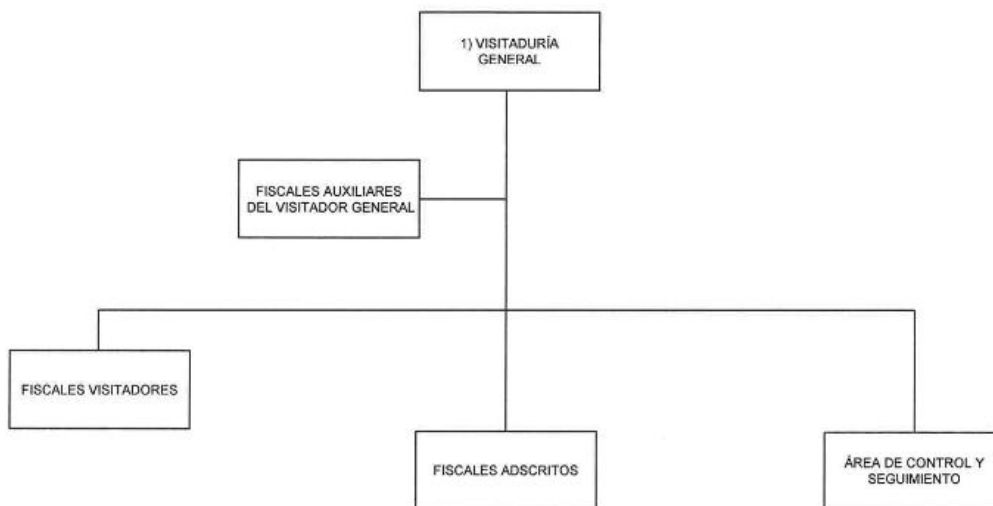 1) VISITADURÍA
GENERAL
FISCALES AUXILIARES
DEL VISITADOR GENERAL
FISCALES VISITADORES
FISCALES ADSCRITOS
ÁREA DE CONTROL Y
SEGUIMIENTO